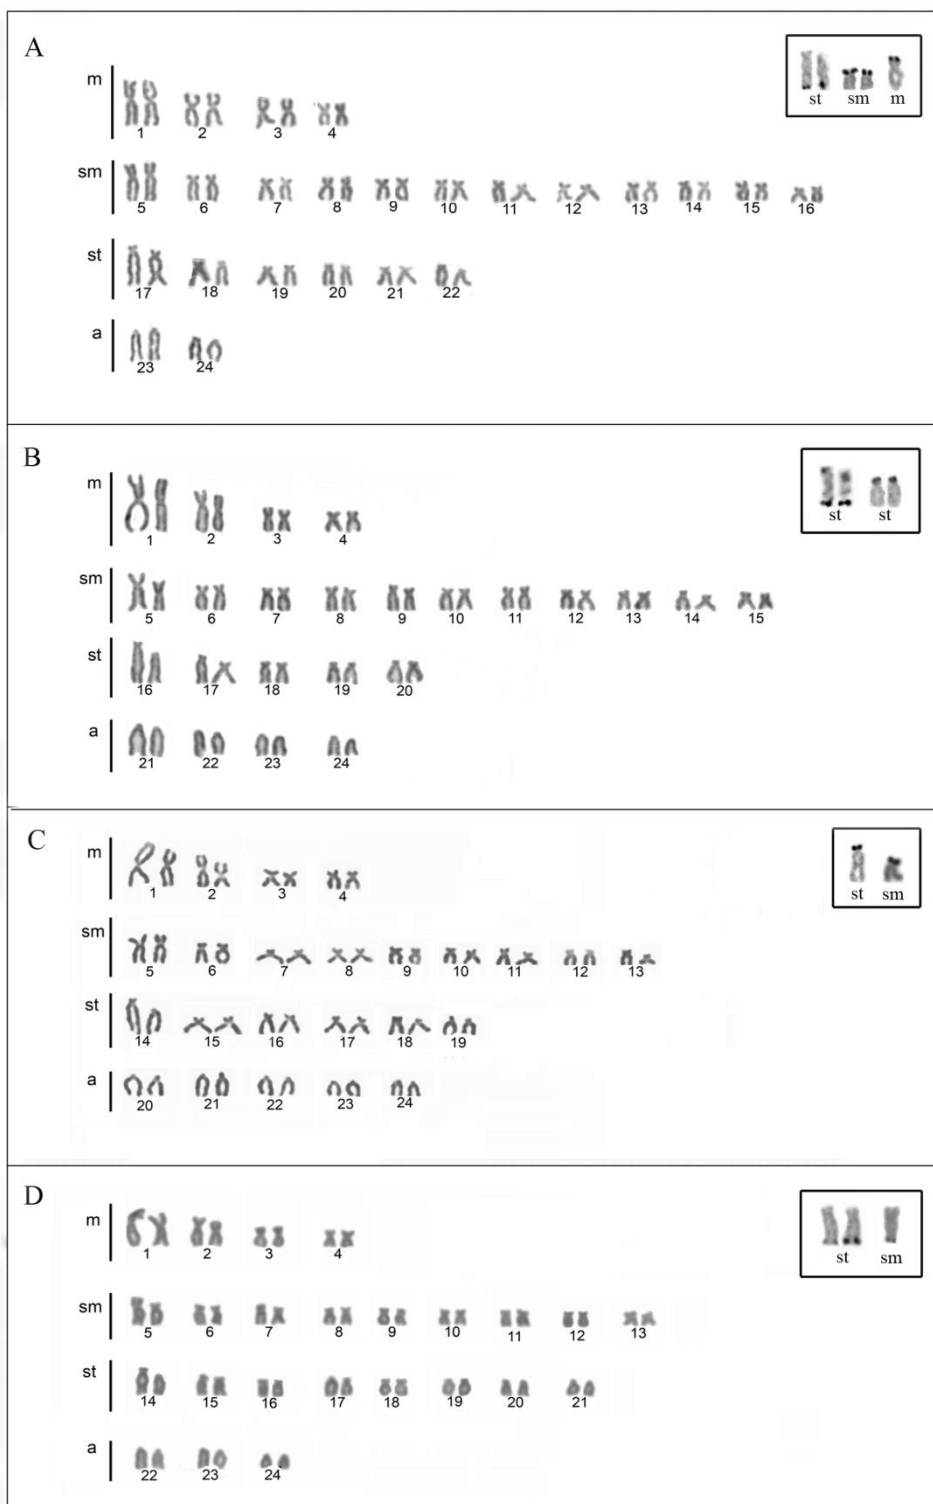 A
m
1 2 3 4
st sm m
sm
5 6 7 8 9 10 11 12 13 14 15 16
st
17 18 19 20 21 22
a
23 24
B
m
1 2 3 4
st st
sm
5 6 7 8 9 10 11 12 13 14 15
st
16 17 18 19 20
a
21 22 23 24
C
m
1 2 3 4
st sm
sm
5 6 7 8 9 10 11 12 13
st
14 15 16 17 18 19
a
20 21 22 23 24
D
m
1 2 3 4
st sm
sm
5 6 7 8 9 10 11 12 13
st
14 15 16 17 18 19 20 21
a
22 23 24